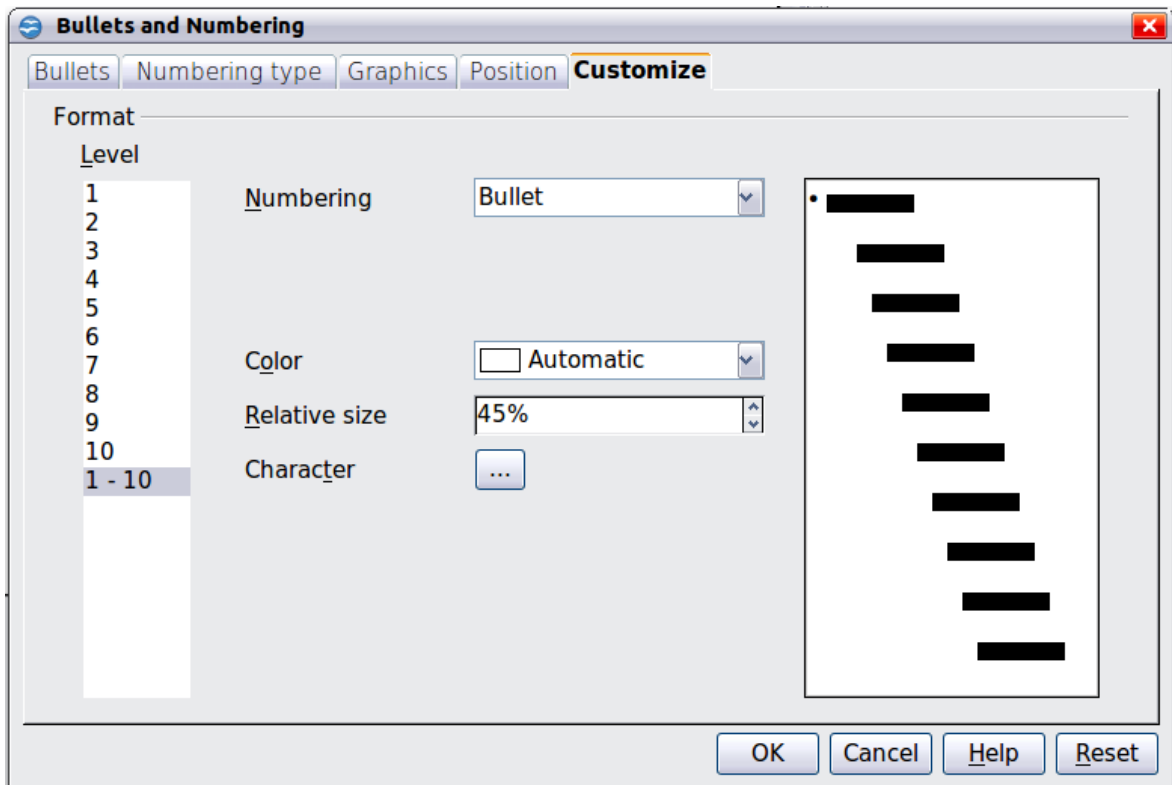 Bullets and Numbering
Bullets Numbering type Graphics Position Customize
Format
Level
1
2
3
4
5
6
7
8
9
10
1 - 10
Numbering Bullet
Color Automatic
Relative size 45%
Character ...
OK Cancel Help Reset